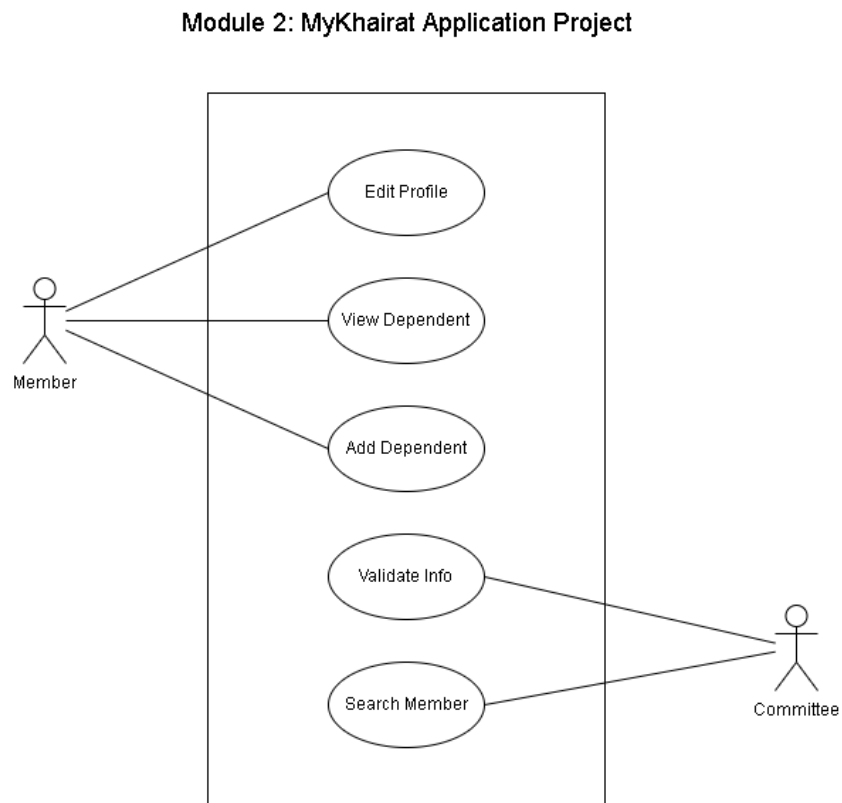 Module 2: MyKhairat Application Project
Edit Profile
View Dependent
Member
Add Dependent
Validate Info
Search Member
Committee